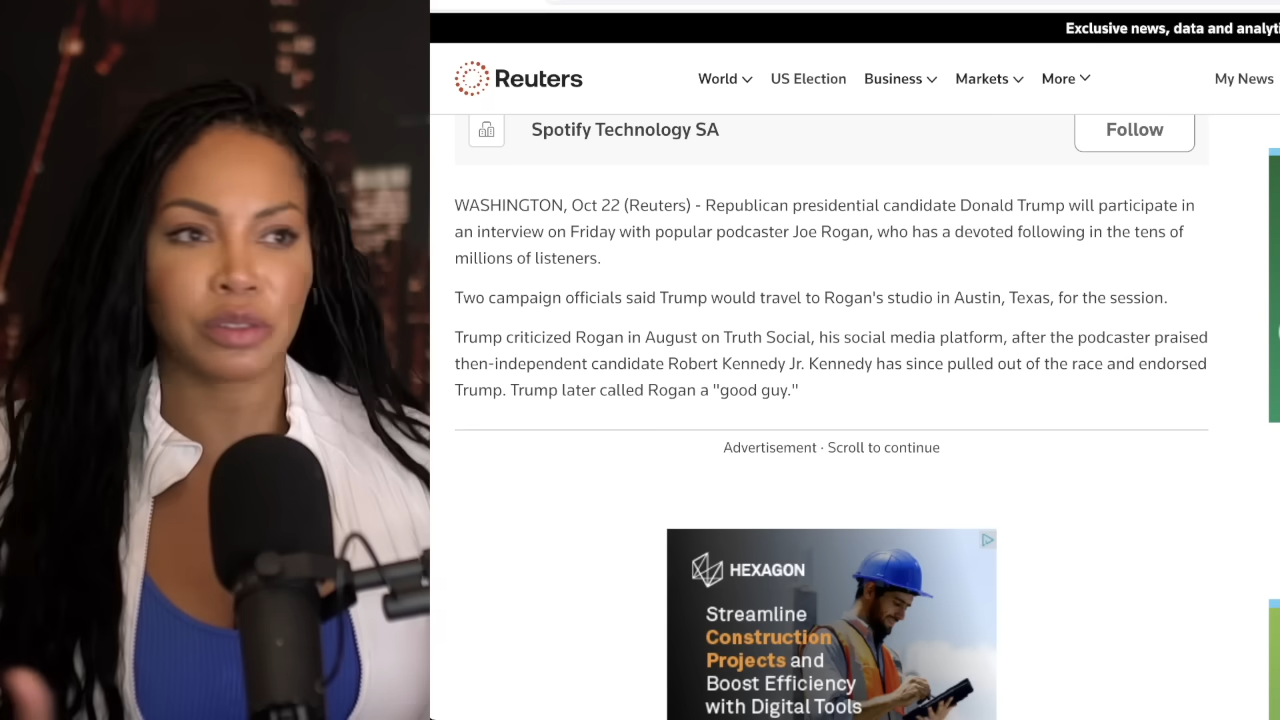 Exclusive news, data and analyti
Reuters
World
US Election
Business
Markets
More
My News
Spotify Technology SA
Follow
WASHINGTON, Oct 22 (Reuters) - Republican presidential candidate Donald Trump will participate in
an interview on Friday with popular podcaster Joe Rogan, who has a devoted following in the tens of
millions of listeners.
Two campaign officials said Trump would travel to Rogan's studio in Austin, Texas, for the session.
Trump criticized Rogan in August on Truth Social, his social media platform, after the podcaster praised
then-independent candidate Robert Kennedy Jr. Kennedy has since pulled out of the race and endorsed
Trump. Trump later called Rogan a "good guy."
Advertisement · Scroll to continue
HEXAGON
Streamline
Construction
Projects and
Boost Efficiency
with Digital Tools